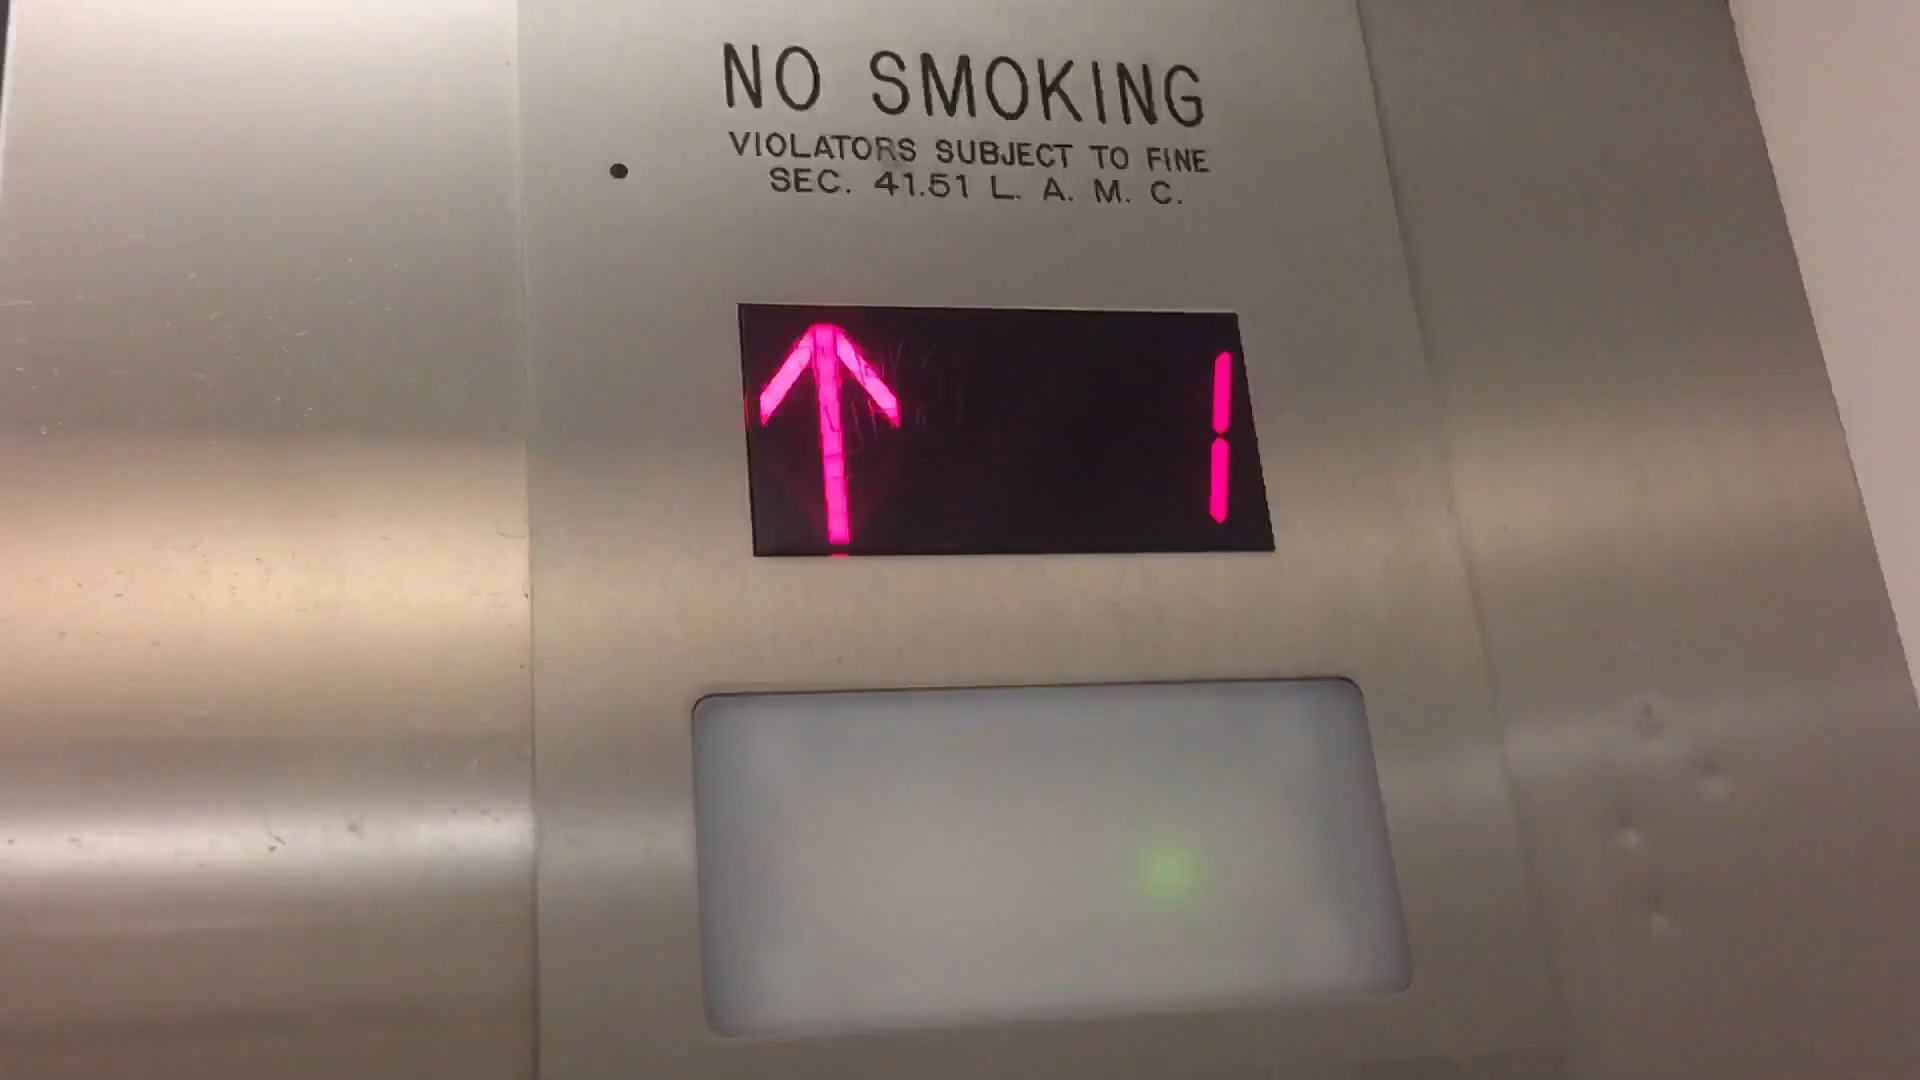 NO SMOKING
VIOLATORS SUBJECT TO FINE
SEC. 41.51 L. A. M. C.
↑ 1